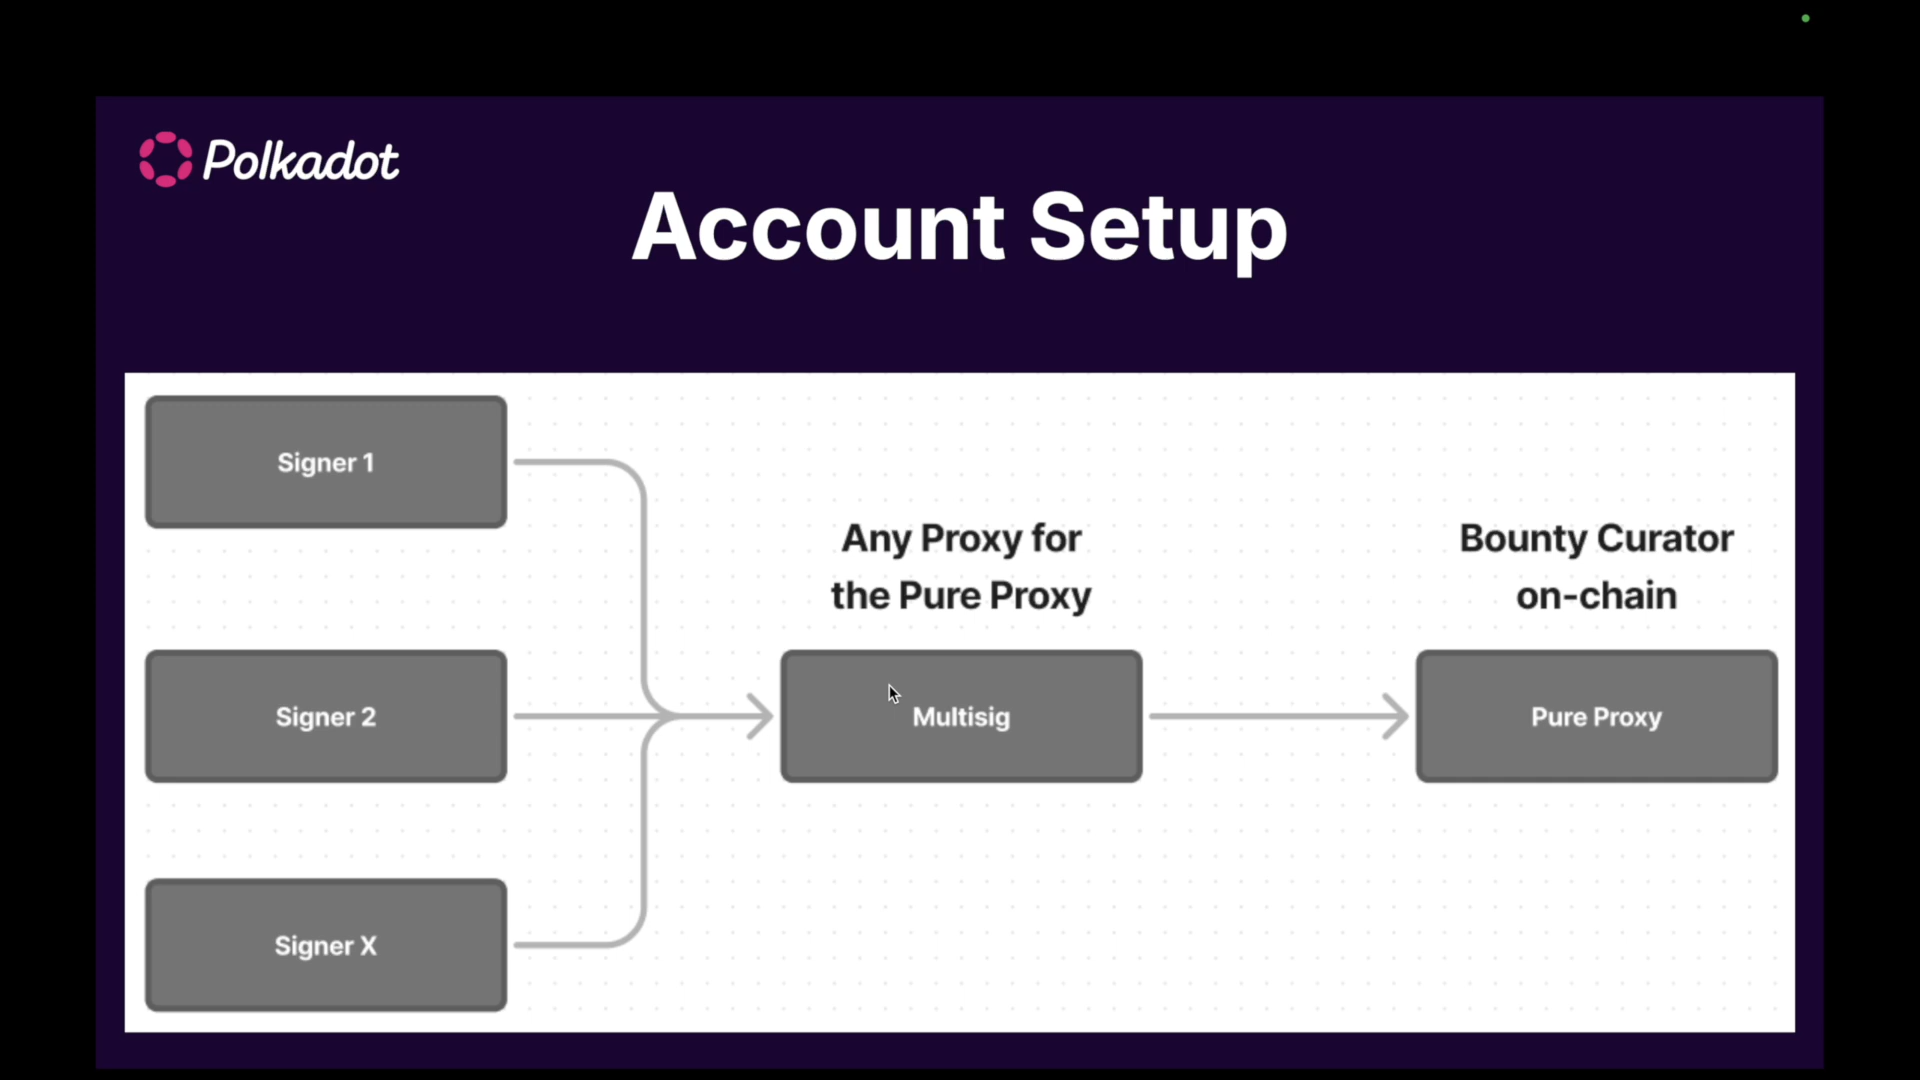 Polkadot
Account Setup
Signer 1
Any Proxy for
the Pure Proxy
Bounty Curator
on-chain
Signer 2
Multisig
Pure Proxy
Signer X